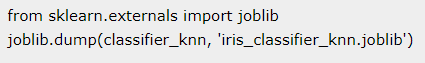 from sklearn.externals import joblib
joblib.dump(classifier_knn, 'iris_classifier_knn.joblib')